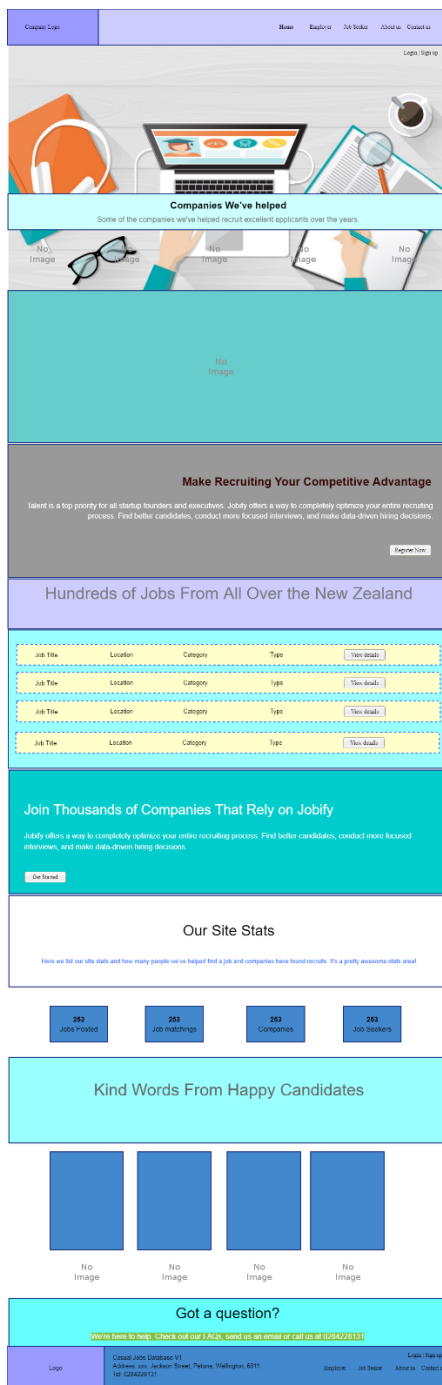 Company Logo
Home Employer Job Seeker About us Contact us
Login | Sign up
Companies We've helped
Some of the companies we've helped recruit excellent applicants over the years.
No Image
No Image
No Image
No Image
No Image
No Image
Make Recruiting Your Competitive Advantage
Talent is a top priority for all startup founders and executives. Jobify offers a way to completely optimize your entire recruiting
process. Find better candidates, conduct more focused interviews, and make data-driven hiring decisions.
Register Now
Hundreds of Jobs From All Over the New Zealand
Job Title Location Category Type View details
Job Title Location Category Type View details
Job Title Location Category Type View details
Job Title Location Category Type View details
Join Thousands of Companies That Rely on Jobify
Jobify offers a way to completely optimize your entire recruiting process. Find better candidates, conduct more focused
interviews, and make data-driven hiring decisions.
Get Started
Our Site Stats
Here we list our site stats and how many people we've helped find a job and companies have found recruits. It's a pretty awesome stats area!
253 253 253 253
Jobs Posted Job matchings Companies Job Seekers
Kind Words From Happy Candidates
No No No No
Image Image Image Image
Got a question?
We're here to help. Check out our FAQs, send us an email or call us at 0284228131
Login | Sign up
Casual Jobs Database V1
Address: xxx, Jackson Street, Petone, Wellington, 6011
Tel: 0284228131
Logo
Employer Job Seeker About us Contact us